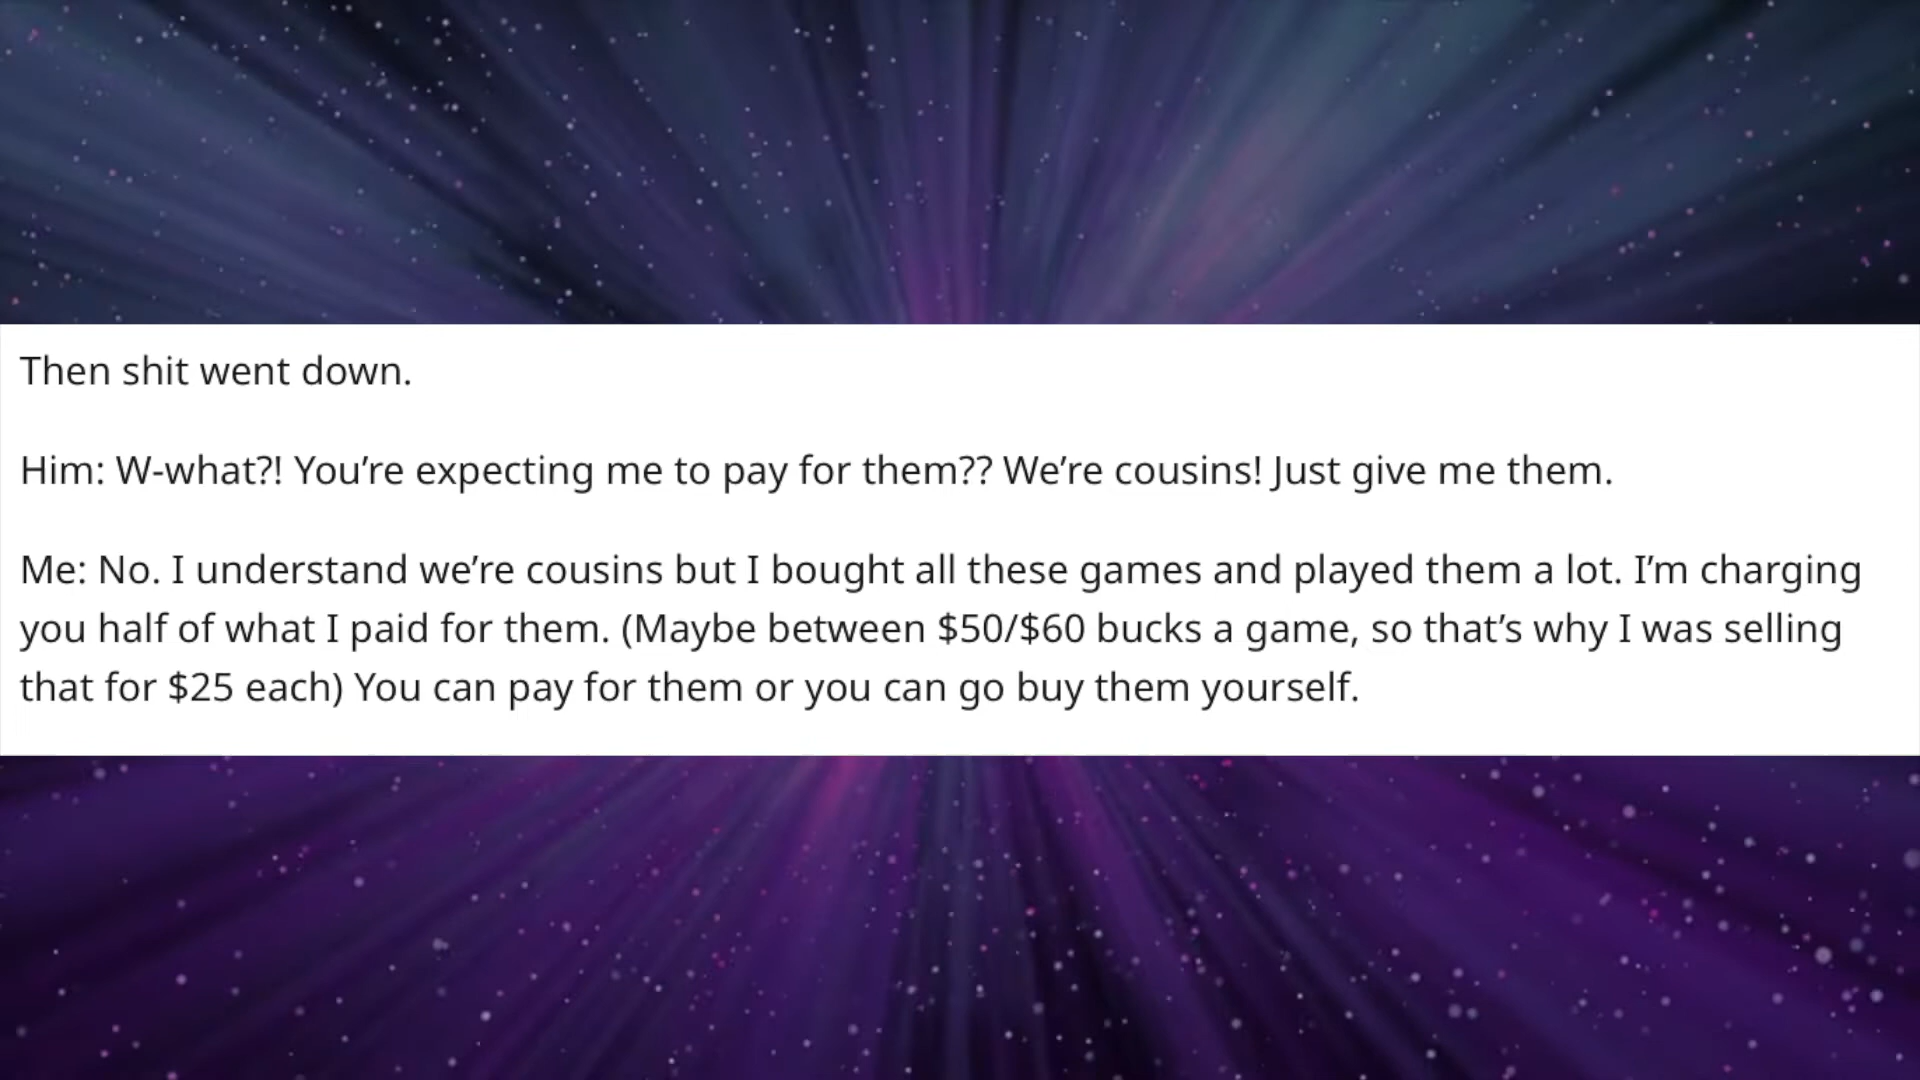 Then shit went down.
Him: W-what?! You’re expecting me to pay for them?? We’re cousins! Just give me them.
Me: No. I understand we’re cousins but I bought all these games and played them a lot. I’m charging
you half of what I paid for them. (Maybe between $50/$60 bucks a game, so that’s why I was selling
that for $25 each) You can pay for them or you can go buy them yourself.